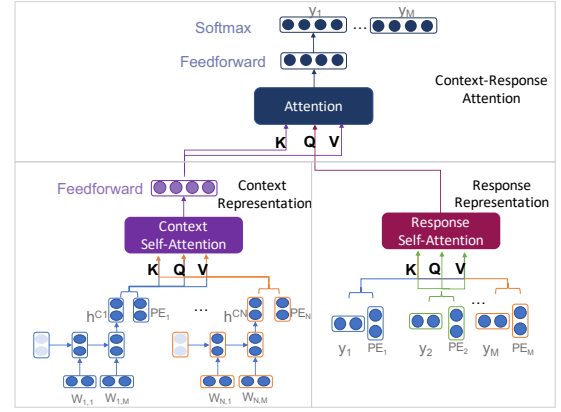 y1 ... yM
Softmax
Feedforward
Context-Response
Attention
Attention
K Q V
Feedforward
Context
Representation
Context
Self-Attention
K Q V
hC1 PE1 ... hCN PEN
W1,1 W1,M WN,1 WN,M
Response
Representation
Response
Self-Attention
K Q V
...
y1 PE1 y2 PE2 yM PEM